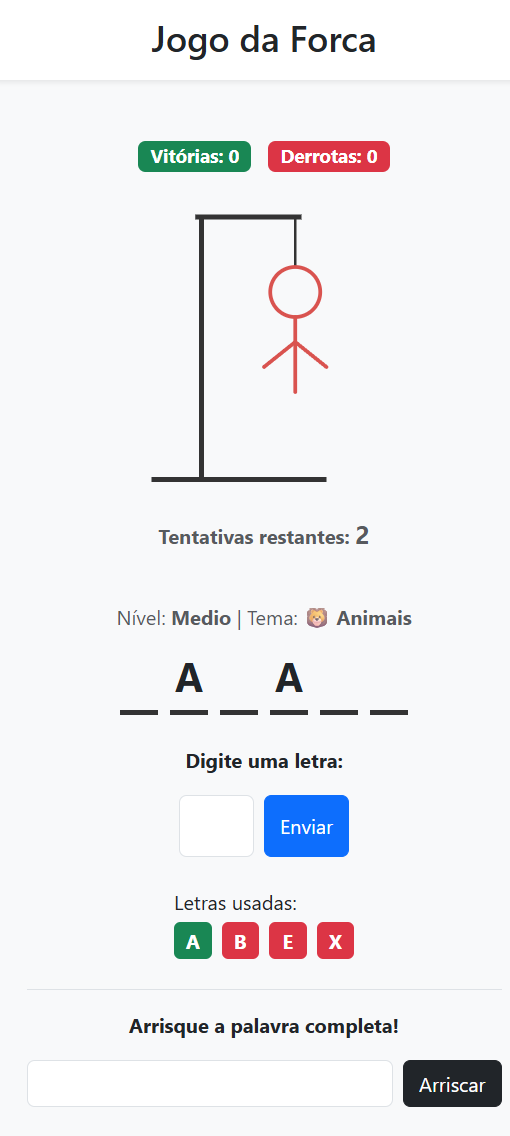 Jogo da Forca
Vitórias: 0 Derrotas: 0
Tentativas restantes: 2
Nível: Medio | Tema: 🦁 Animais
_ A _ A _ _
Digite uma letra:
Enviar
Letras usadas:
A B E X
Arrisque a palavra completa!
Arriscar